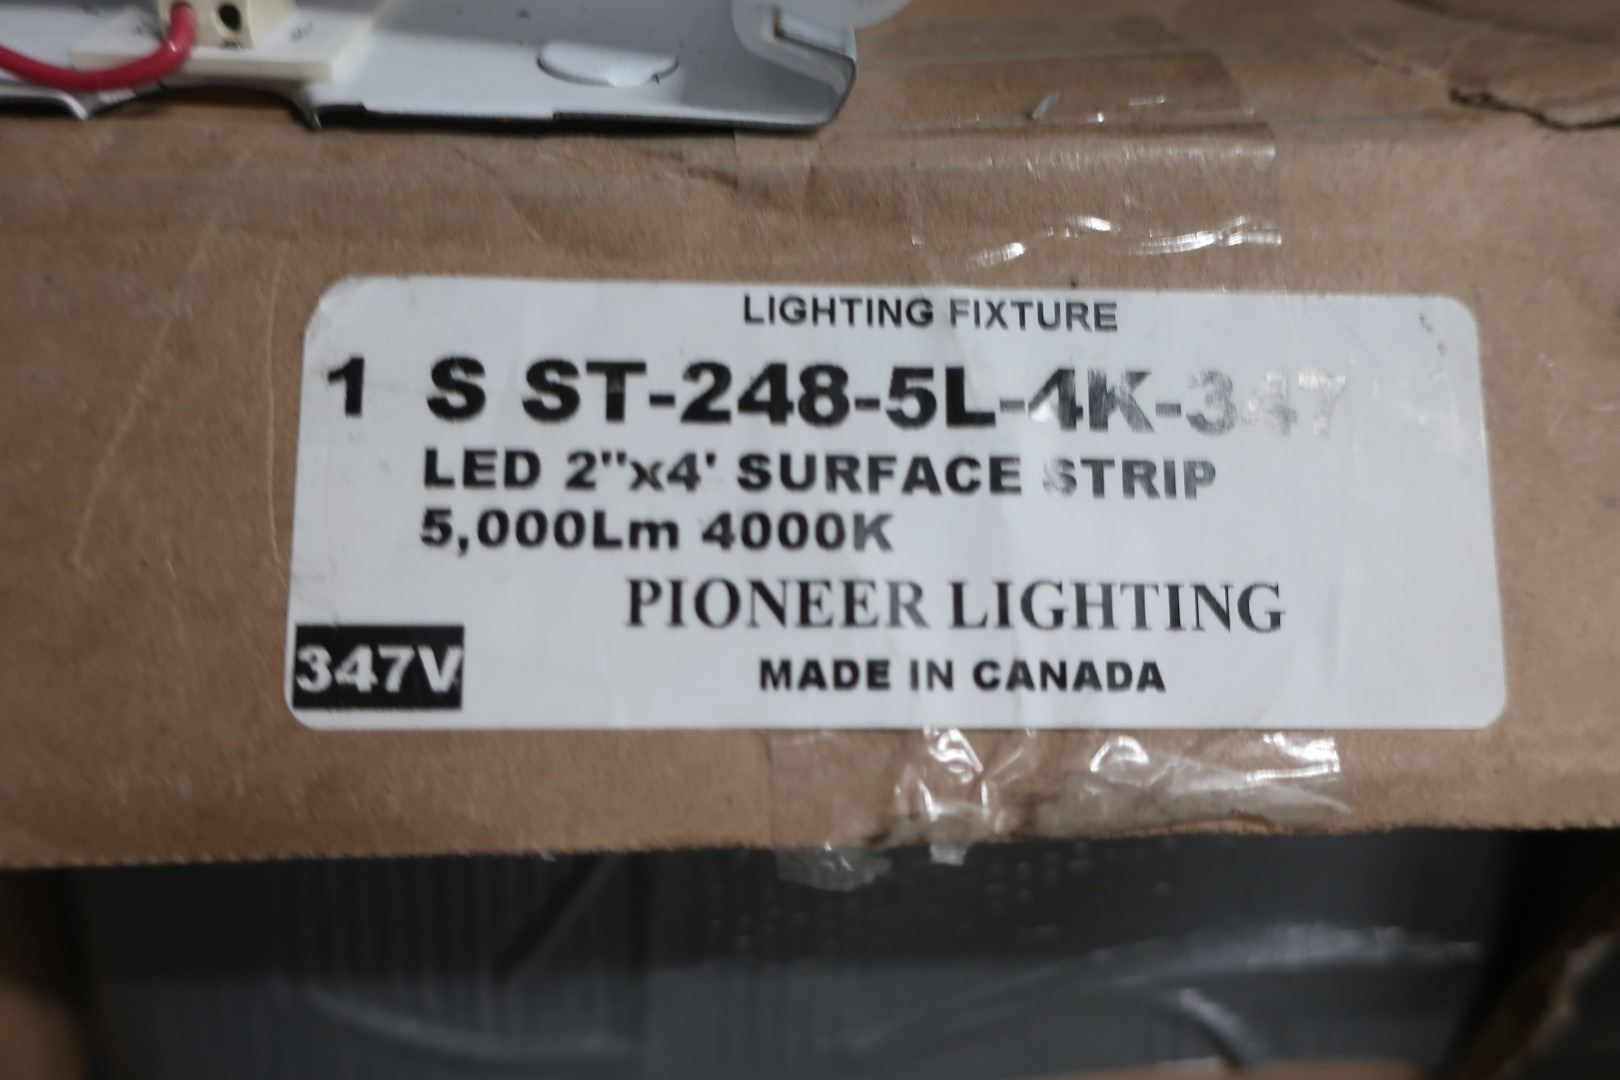 LIGHTING FIXTURE
1 S ST-248-5L-4K-347
LED 2"x4' SURFACE STRIP
5,000Lm 4000K
PIONEER LIGHTING
347V MADE IN CANADA